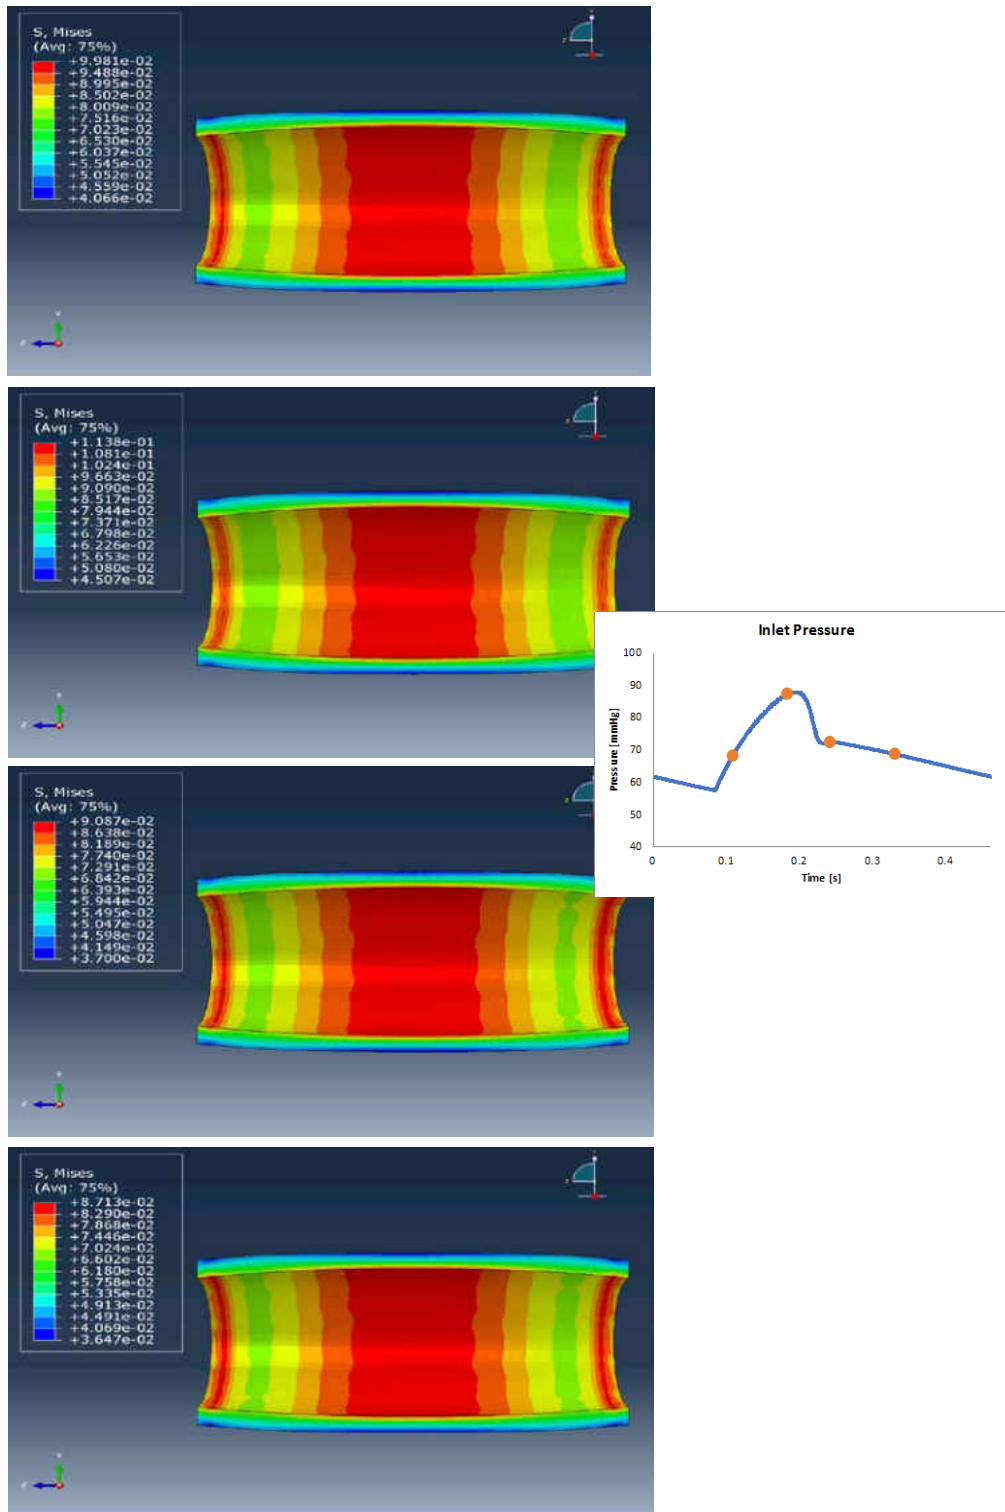 S, Mises
(Avg: 75%)
+9.981e-02
+9.488e-02
+8.995e-02
+8.502e-02
+8.009e-02
+7.516e-02
+7.023e-02
+6.530e-02
+6.037e-02
+5.545e-02
+5.052e-02
+4.559e-02
+4.066e-02
S, Mises
(Avg: 75%)
+1.138e-01
+1.081e-01
+1.024e-01
+9.663e-02
+9.090e-02
+8.517e-02
+7.944e-02
+7.371e-02
+6.798e-02
+6.226e-02
+5.653e-02
+5.080e-02
+4.507e-02
Inlet Pressure
100
90
80
70
60
50
40
Pressure [mmHg]
0 0.1 0.2 0.3 0.4
Time [s]
S, Mises
(Avg: 75%)
+9.087e-02
+8.638e-02
+8.189e-02
+7.740e-02
+7.291e-02
+6.842e-02
+6.393e-02
+5.944e-02
+5.495e-02
+5.047e-02
+4.598e-02
+4.149e-02
+3.700e-02
S, Mises
(Avg: 75%)
+8.713e-02
+8.290e-02
+7.868e-02
+7.446e-02
+7.024e-02
+6.602e-02
+6.180e-02
+5.758e-02
+5.335e-02
+4.913e-02
+4.491e-02
+4.069e-02
+3.647e-02